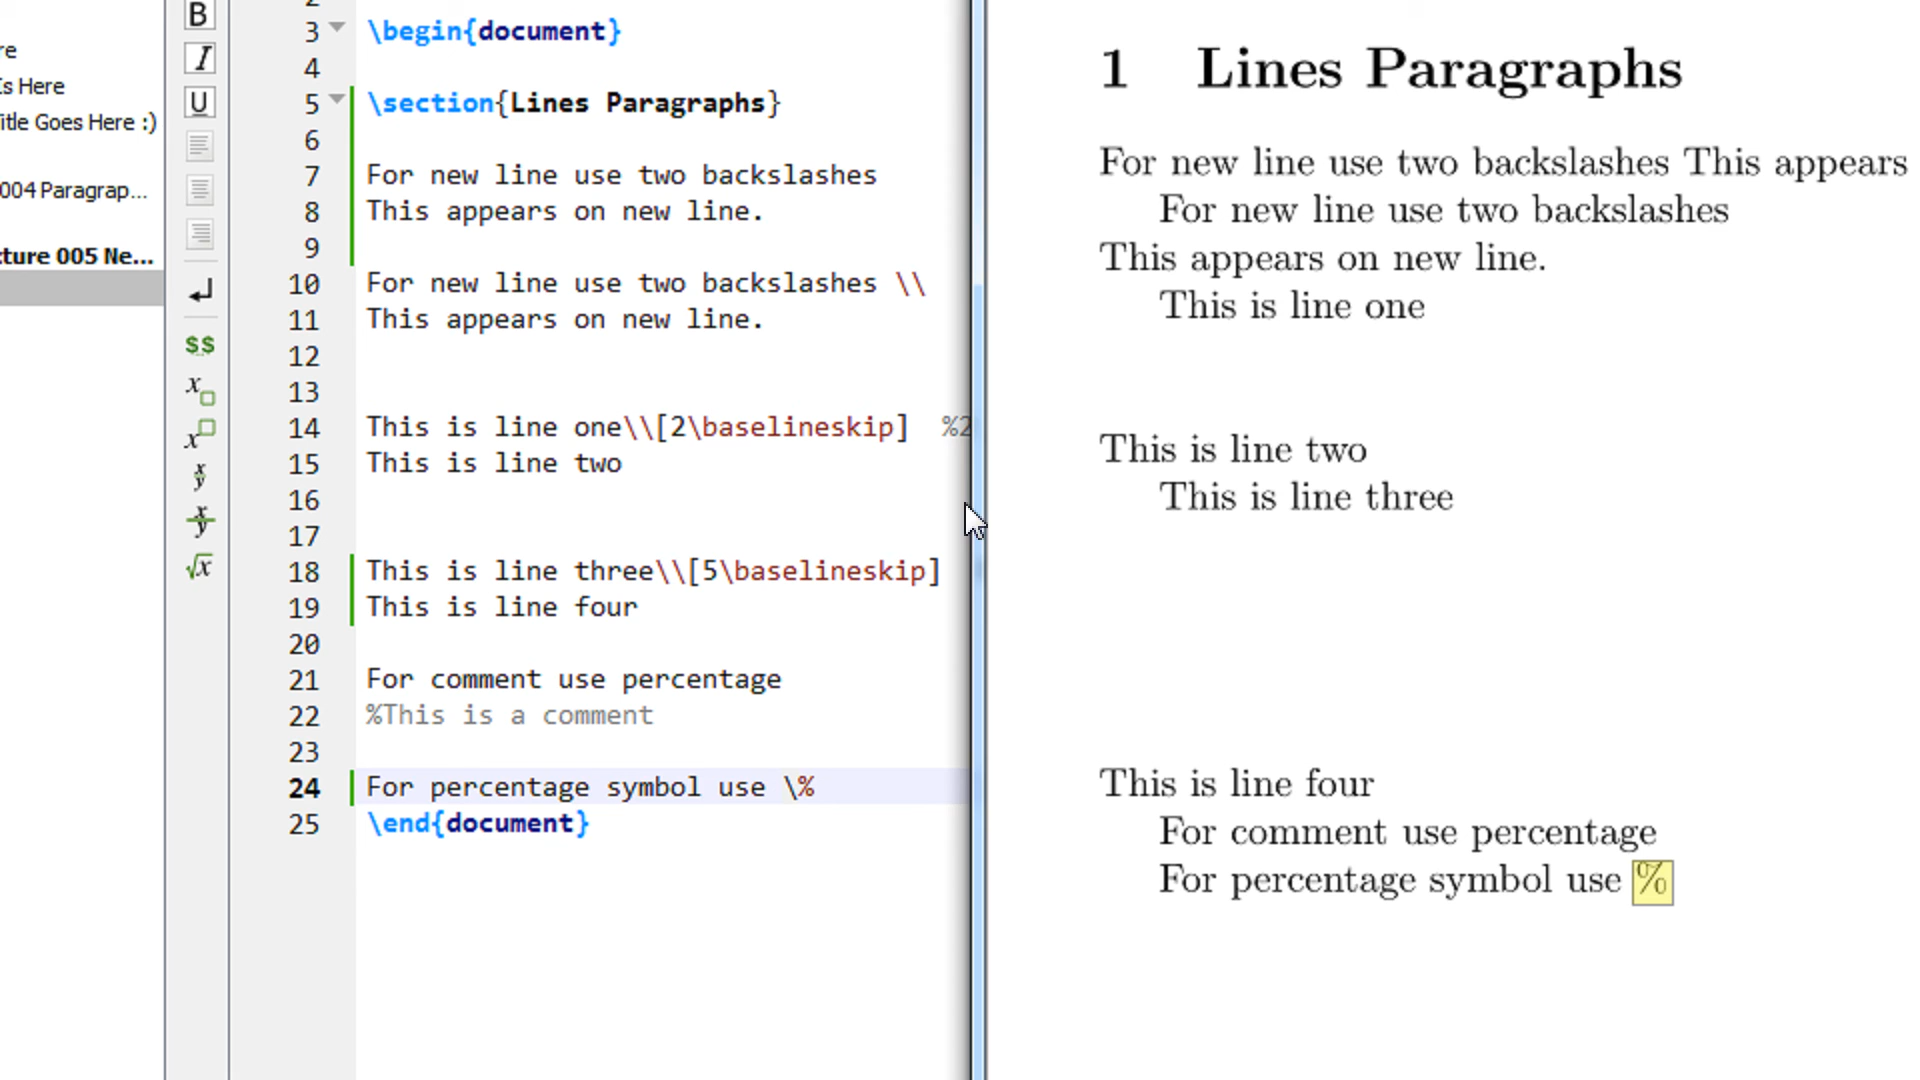 re
Es Here
itle Goes Here :)
004 Paragrap...
cture 005 Ne...
B
I
U
$$
x
x
x
y
x
y
√x
2
3 \begin{document}
4
5 \section{Lines Paragraphs}
6
7 For new line use two backslashes
8 This appears on new line.
9
10 For new line use two backslashes \\
11 This appears on new line.
12
13
14 This is line one\\[2\baselineskip] %2
15 This is line two
16
17
18 This is line three\\[5\baselineskip]
19 This is line four
20
21 For comment use percentage
22 %This is a comment
23
24 For percentage symbol use \%
25 \end{document}
1 Lines Paragraphs
For new line use two backslashes This appears
For new line use two backslashes
This appears on new line.
This is line one
This is line two
This is line three
This is line four
For comment use percentage
For percentage symbol use %